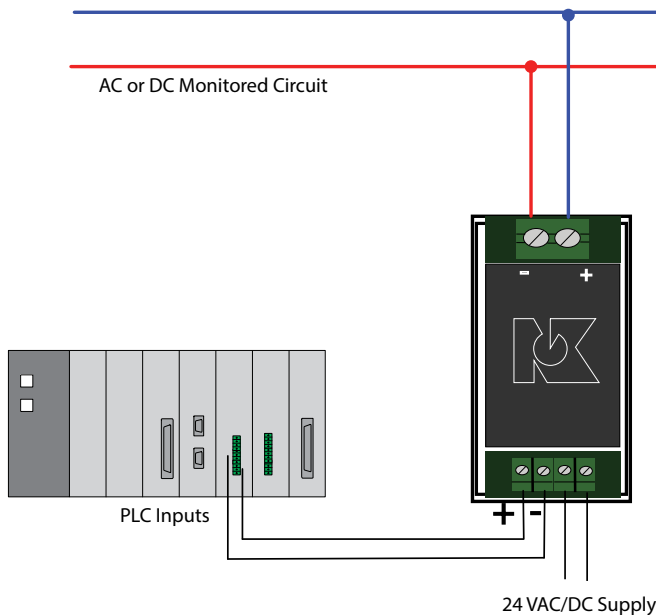 AC or DC Monitored Circuit
- +
PLC Inputs
+ -
24 VAC/DC Supply